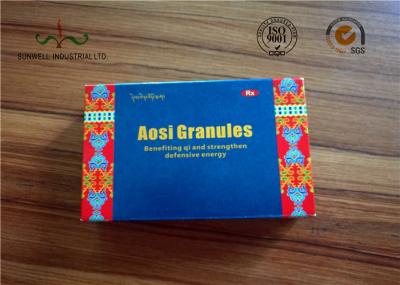 SUNWELL INDUSTRIAL LTD.
ISO
9001
SGS
Rx
Aosi Granules
Benefiting qi and strengthen
defensive energy